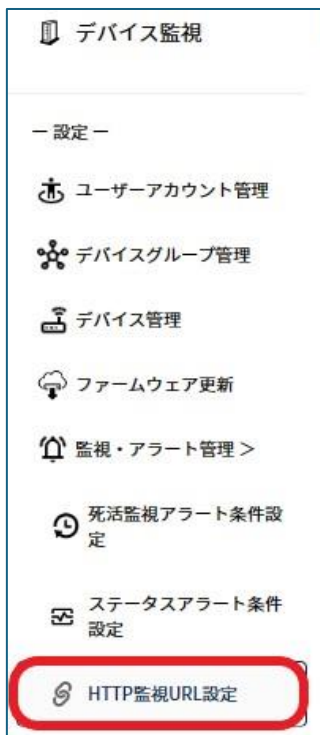 デバイス監視
ー 設定 ー
ユーザーアカウント管理
デバイスグループ管理
デバイス管理
ファームウェア更新
監視・アラート管理 >
死活監視アラート条件設
定
ステータスアラート条件
設定
HTTP監視URL設定